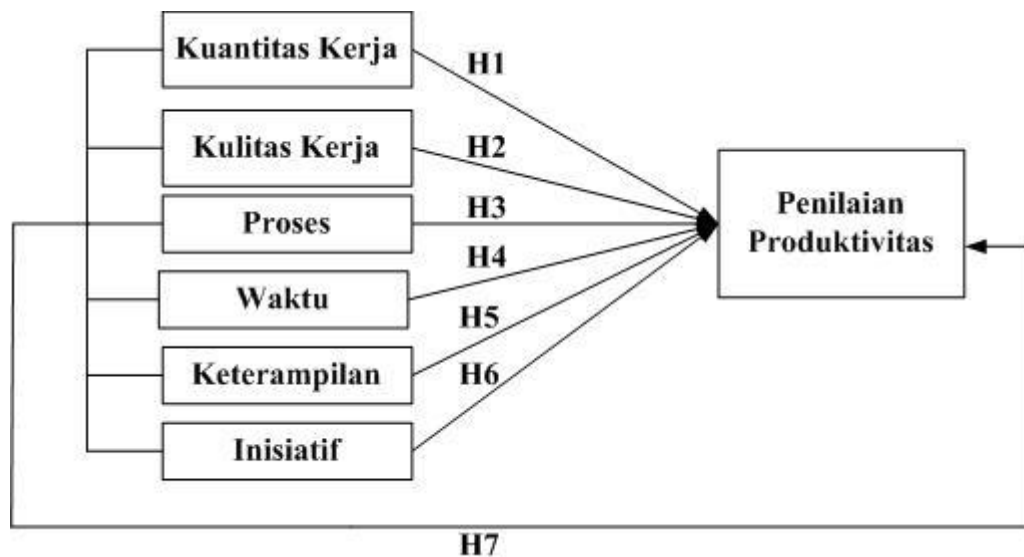 Kuantitas Kerja
H1
Kulitas Kerja
H2
Proses
H3
Waktu
H4
Keterampilan
H5
Inisiatif
H6
Penilaian
Produktivitas
H7